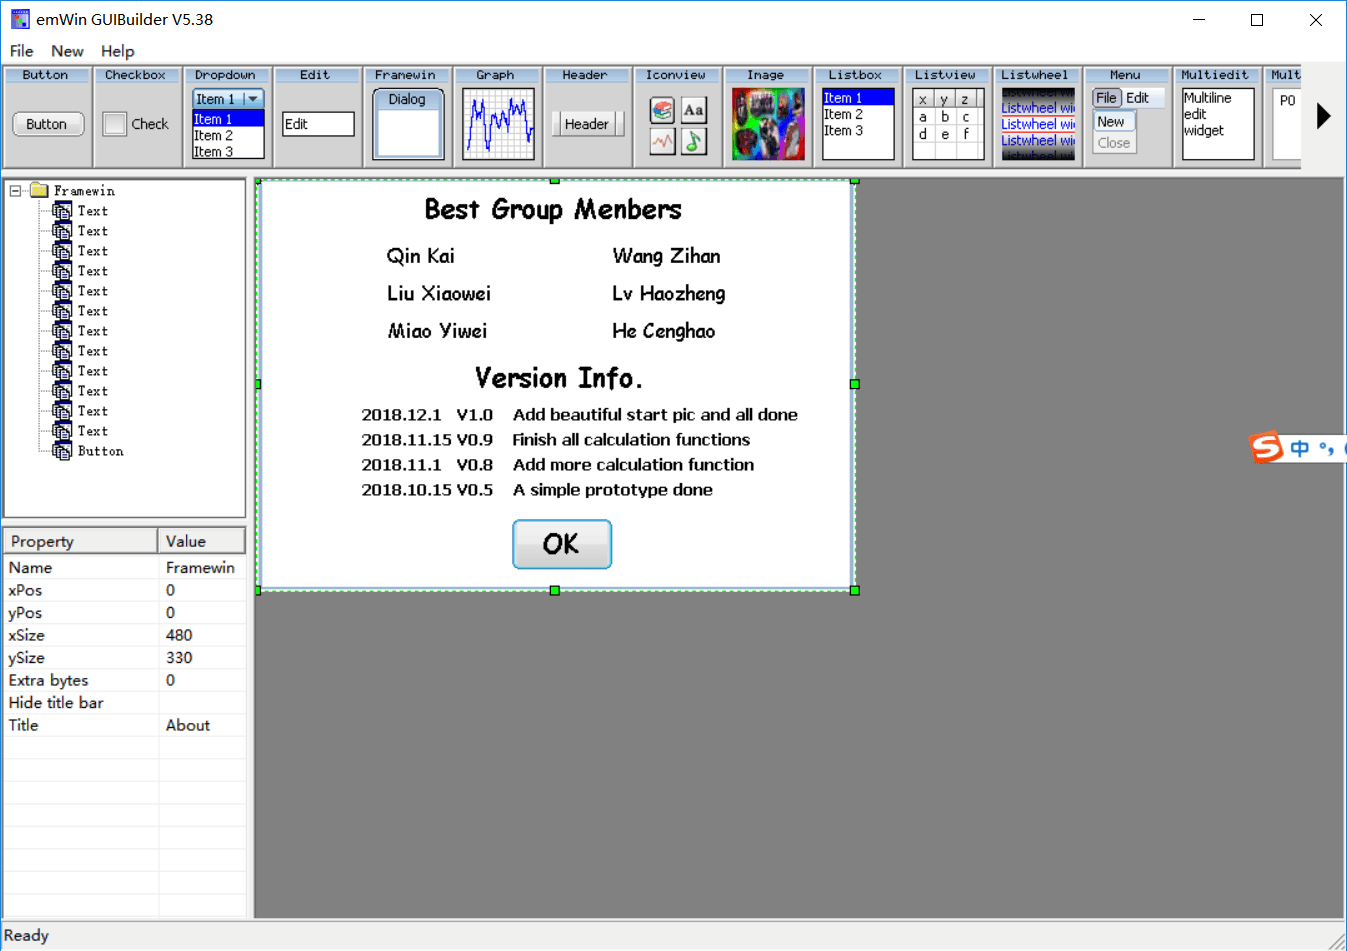 emWin GUIBuilder V5.38
File New Help
Button Checkbox Dropdown Edit Framewin Graph Header Iconview Image Listbox Listview Listwheel Menu Multiedit Mult
Button
Check
Item 1
Item 1
Item 2
Item 3
Edit
Dialog
Header
Aa
Item 1
Item 2
Item 3
x y z
a b c
d e f
Listwheel wi
Listwheel wi
Listwheel wi
File Edit
New
Close
Multiline
edit
widget
P0
Framewin
Text
Text
Text
Text
Text
Text
Text
Text
Text
Text
Text
Text
Button
Property Value
Name Framewin
xPos 0
yPos 0
xSize 480
ySize 330
Extra bytes 0
Hide title bar
Title About
Best Group Menbers
Qin Kai Wang Zihan
Liu Xiaowei Lv Haozheng
Miao Yiwei He Cenghao
Version Info.
2018.12.1 V1.0 Add beautiful start pic and all done
2018.11.15 V0.9 Finish all calculation functions
2018.11.1 V0.8 Add more calculation function
2018.10.15 V0.5 A simple prototype done
OK
S 中 °,
Ready